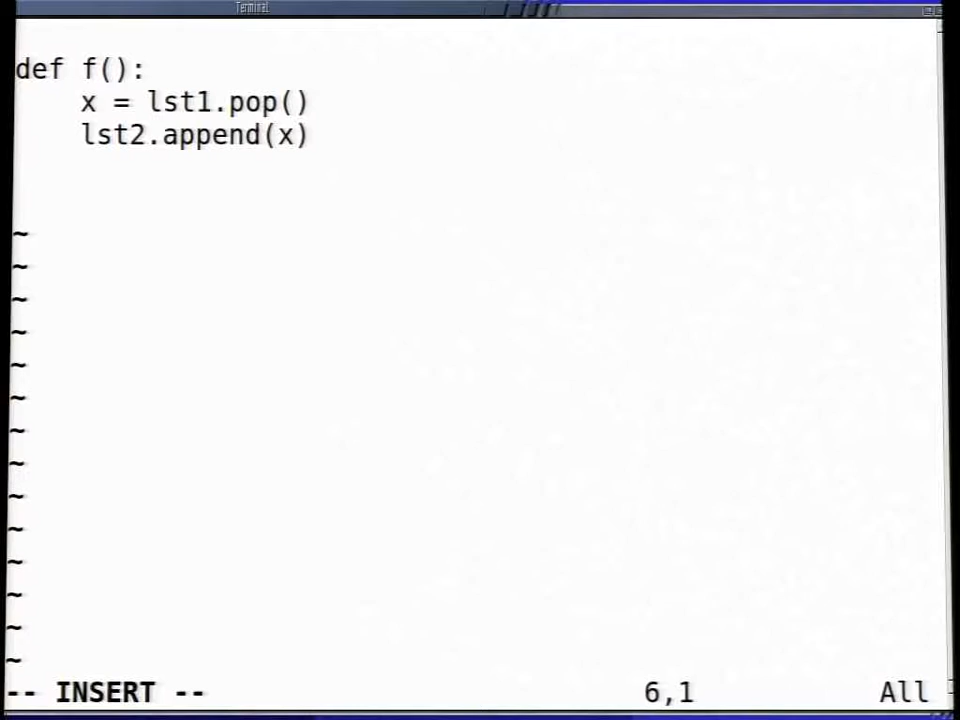 Terminal
def f():
    x = lst1.pop()
    lst2.append(x)
~
~
~
~
~
~
~
~
~
~
~
~
~
~
-- INSERT -- 6,1 All